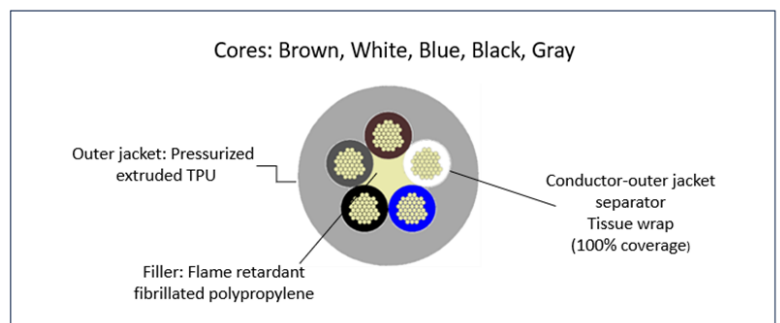 Cores: Brown, White, Blue, Black, Gray
Outer jacket: Pressurized
extruded TPU
Conductor-outer jacket
separator
Tissue wrap
(100% coverage)
Filler: Flame retardant
fibrillated polypropylene